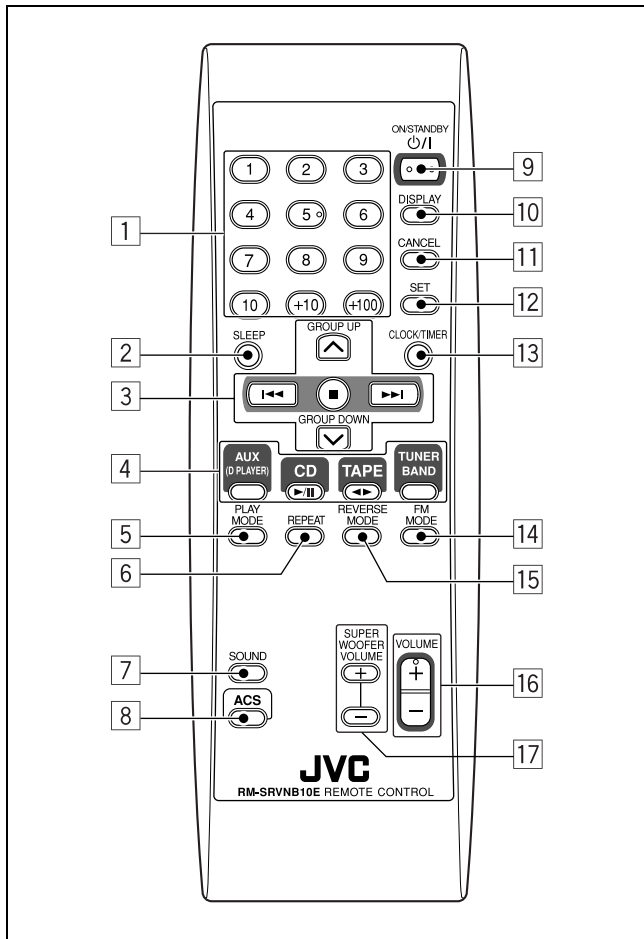 ON/STANDBY
⏻/I
1 2 3
9
DISPLAY
10
4 5 6
1
CANCEL
11
7 8 9
SET
12
10 +10 +100
SLEEP
GROUP UP
CLOCK/TIMER
2
13
3
GROUP DOWN
4
AUX
(D PLAYER)
CD
TAPE
TUNER
BAND
PLAY
MODE
REPEAT
REVERSE
MODE
FM
MODE
5
14
6
15
SUPER
WOOFER
VOLUME
VOLUME
SOUND
+
+
7
16
ACS
8
–
–
17
JVC
RM-SRVNB10E REMOTE CONTROL